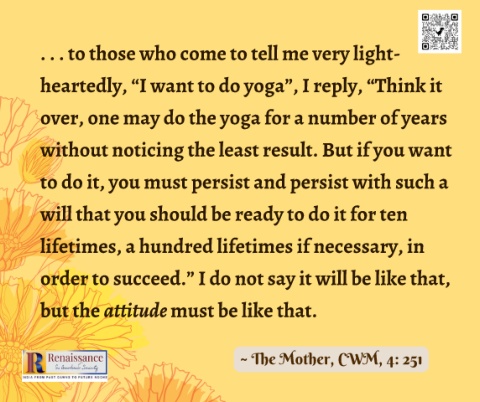 . . . to those who come to tell me very light-
heartedly, “I want to do yoga”, I reply, “Think it
over, one may do the yoga for a number of years
without noticing the least result. But if you want
to do it, you must persist and persist with such a
will that you should be ready to do it for ten
lifetimes, a hundred lifetimes if necessary, in
order to succeed.” I do not say it will be like that,
but the attitude must be like that.
~ The Mother, CWM, 4: 251
Renaissance
Sri Aurobindo Society